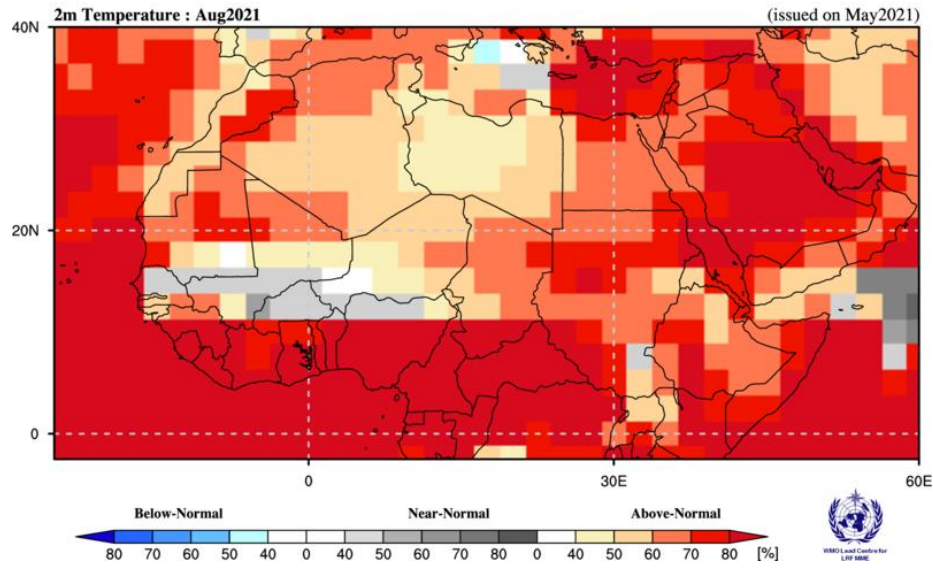 2m Temperature : Aug2021 (issued on May2021)
40N
20N
0
0 30E 60E
Below-Normal Near-Normal Above-Normal
80 70 60 50 40 0 40 50 60 70 80 0 40 50 60 70 80 [%]
WMO Lead Centre for
LRF MME